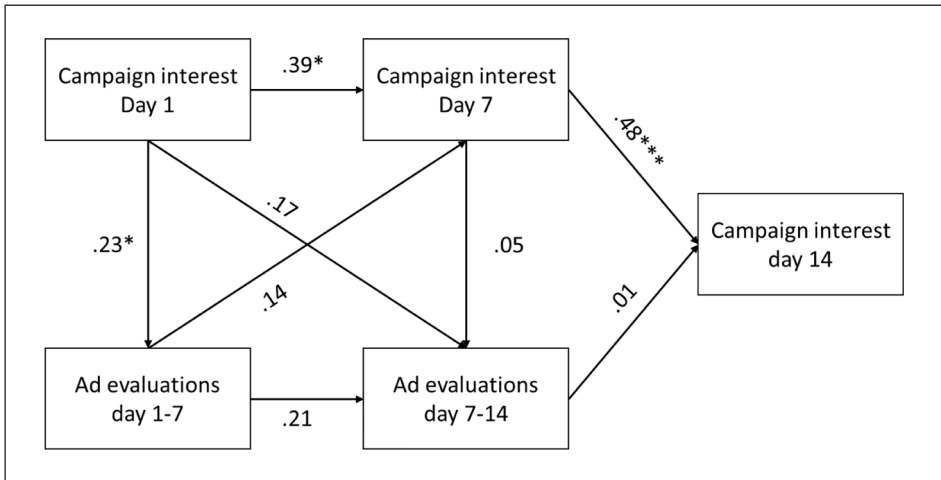 Campaign interest
Day 1
.39*
Campaign interest
Day 7
.48***
.17
.23*
.14
.05
Campaign interest
day 14
.01
Ad evaluations
day 1-7
.21
Ad evaluations
day 7-14